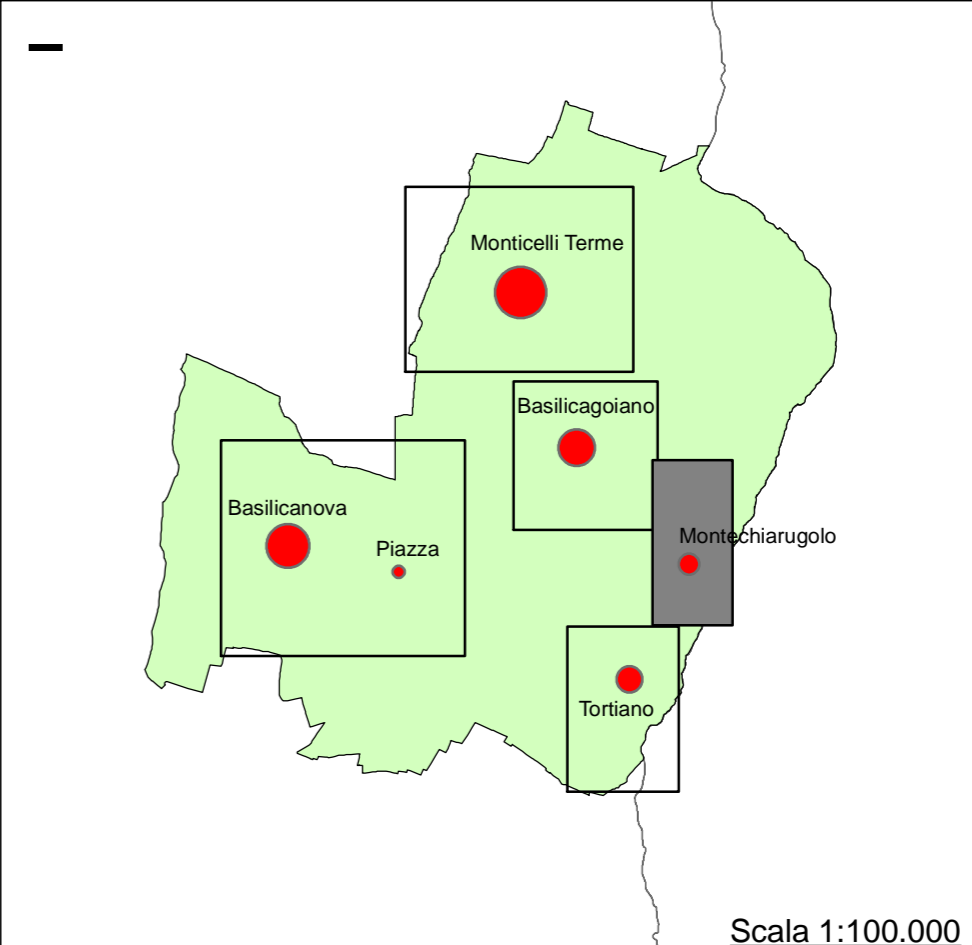 Monticelli Terme
Basilicagoiano
Basilicanova
Montechiarugolo
Piazza
Tortiano
Scala 1:100.000